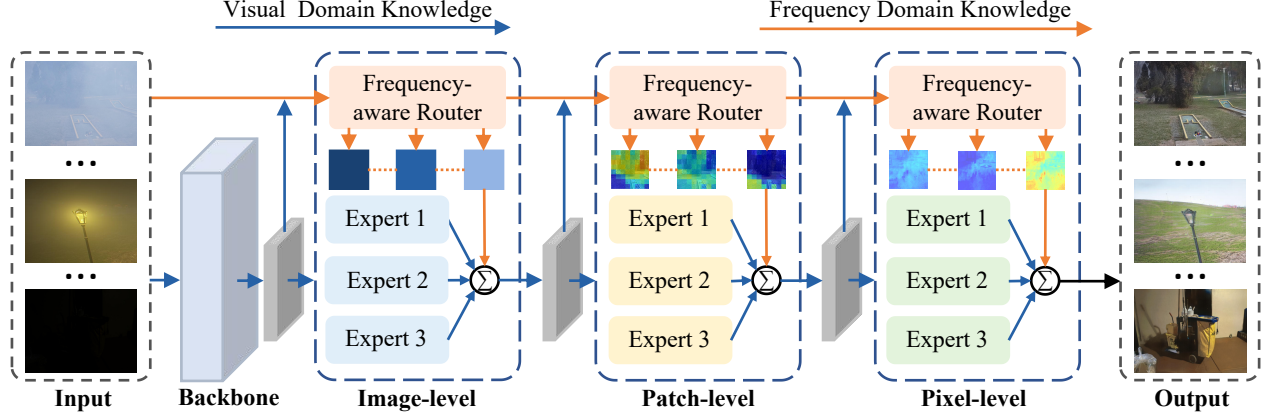 Visual Domain Knowledge
Frequency Domain Knowledge
Frequency-
aware Router
Frequency-
aware Router
Frequency-
aware Router
Expert 1
Expert 2
Expert 3
Σ
Expert 1
Expert 2
Expert 3
Σ
Expert 1
Expert 2
Expert 3
Σ
Input
Backbone
Image-level
Patch-level
Pixel-level
Output